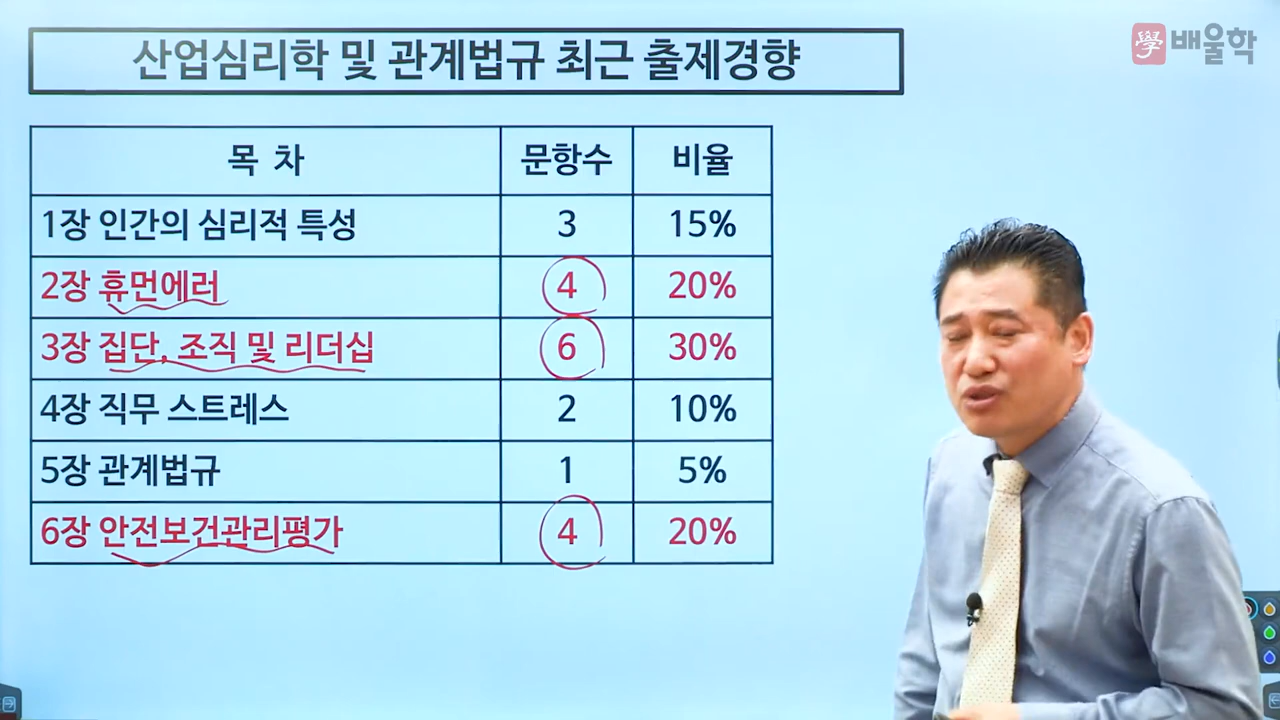 산업심리학 및 관계법규 최근 출제경향
學 배울학
목 차 문항수 비율
1장 인간의 심리적 특성 3 15%
2장 휴먼에러 4 20%
3장 집단, 조직 및 리더십 6 30%
4장 직무 스트레스 2 10%
5장 관계법규 1 5%
6장 안전보건관리평가 4 20%